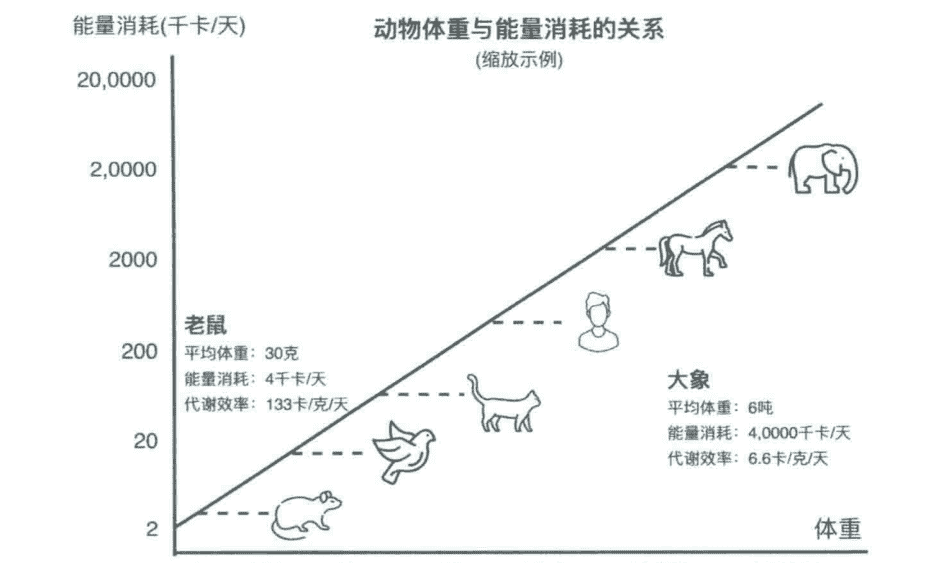 能量消耗(千卡/天)
动物体重与能量消耗的关系
(缩放示例)
20,0000
2,0000
2000
200
20
2
老鼠
平均体重：30克
能量消耗：4千卡/天
代谢效率：133卡/克/天
大象
平均体重：6吨
能量消耗：4,0000千卡/天
代谢效率：6.6卡/克/天
体重